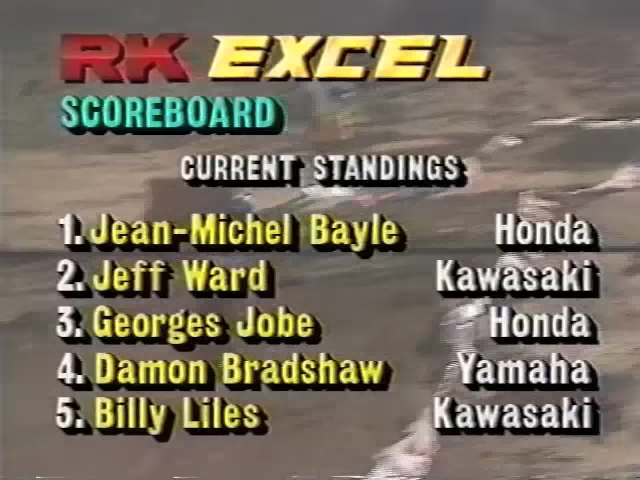 RK EXCEL
SCOREBOARD
CURRENT STANDINGS
1. Jean-Michel Bayle Honda
2. Jeff Ward Kawasaki
3. Georges Jobe Honda
4. Damon Bradshaw Yamaha
5. Billy Liles Kawasaki